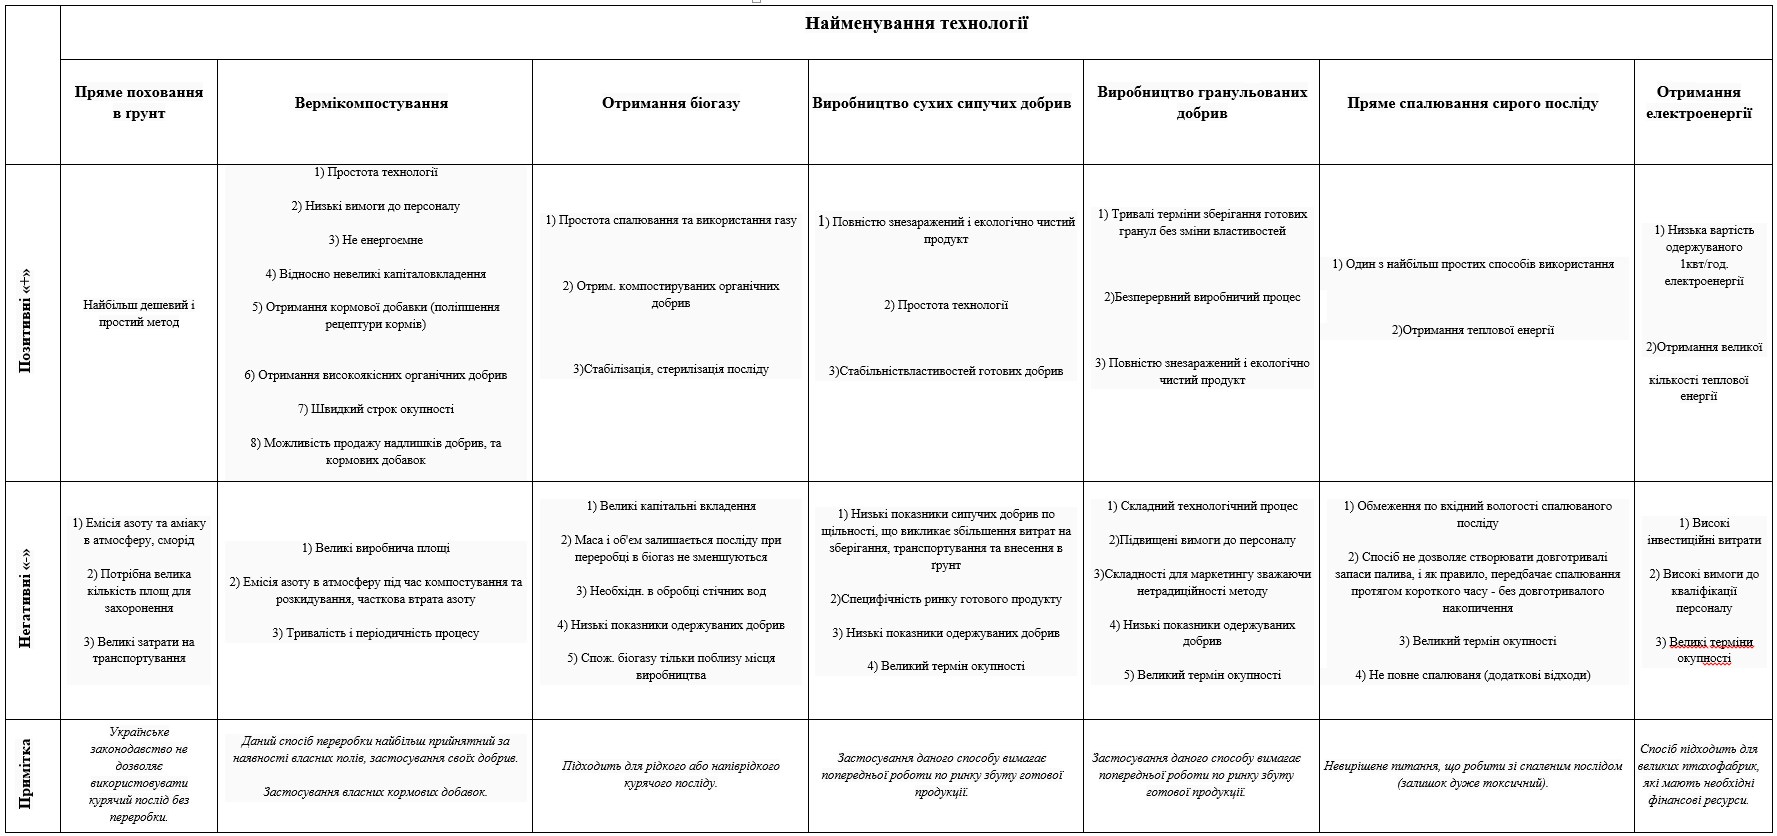 Найменування технології
Пряме поховання
в ґрунт
Вермікомпостування
Отримання біогазу
Виробництво сухих сипучих добрив
Виробництво гранульованих
добрив
Пряме спалювання сирого посліду
Отримання
електроенергії
Позитивні «+»
Найбільш дешевий і
простий метод
1) Простота технології
2) Низькі вимоги до персоналу
3) Не енергоємне
4) Відносно невеликі капіталовкладення
5) Отримання кормової добавки (поліпшення
рецептури кормів)
6) Отримання високоякісних органічних добрив
7) Швидкий строк окупності
8) Можливість продажу надлишків добрив, та
кормових добавок
1) Простота спалювання та використання газу
2) Отрим. компостируваних органічних
добрив
3)Стабілізація, стерилізація посліду
1) Повністю знезаражений і екологічно чистий
продукт
2) Простота технології
3)Стабільніствластивостей готових добрив
1) Тривалі терміни зберігання готових
гранул без зміни властивостей
2)Безперервний виробничий процес
3) Повністю знезаражений і екологічно
чистий продукт
1) Один з найбільш простих способів використання
2)Отримання теплової енергії
1) Низька вартість
одержуваного
1квт/год.
електроенергії
2)Отримання великої
кількості теплової
енергії
Негативні «-»
1) Емісія азоту та аміаку
в атмосферу, сморід
2) Потрібна велика
кількість площ для
захоронення
3) Великі затрати на
транспортування
1) Великі виробнича площі
2) Емісія азоту в атмосферу під час компостування та
розкидування, часткова втрата азоту
3) Тривалість і періодичність процесу
1) Великі капітальні вкладення
2) Маса і об'єм залишається посліду при
переробці в біогаз не зменшуються
3) Необхідн. в обробці стічних вод
4) Низькі показники одержуваних добрив
5) Спож. біогазу тільки поблизу місця
виробництва
1) Низькі показники сипучих добрив по
щільності, що викликає збільшення витрат на
зберігання, транспортування та внесення в
ґрунт
2)Специфічність ринку готового продукту
3) Низькі показники одержуваних добрив
4) Великий термін окупності
1) Складний технологічний процес
2)Підвищені вимоги до персоналу
3)Складності для маркетингу зважаючи
нетрадиційності методу
4) Низькі показники одержуваних
добрив
5) Великий термін окупності
1) Обмеження по вхідний вологості спалюваного
посліду
2) Спосіб не дозволяє створювати довготривалі
запаси палива, і як правило, передбачає спалювання
протягом короткого часу - без довготривалого
накопичення
3) Великий термін окупності
4) Не повне спалюваня (додаткові відходи)
1) Високі
інвестиційні витрати
2) Високі вимоги до
кваліфікації
персоналу
3) Великі терміни
окупності
Примітка
Українське
законодавство не
дозволяє
використовувати
курячий послід без
переробки.
Даний спосіб переробки найбільш прийнятний за
наявності власних полів, застосування своїх добрив.
Застосування власних кормових добавок.
Підходить для рідкого або напіврідкого
курячого посліду.
Застосування даного способу вимагає
попередньої роботи по ринку збуту готової
продукції.
Застосування даного способу вимагає
попередньої роботи по ринку збуту
готової продукції.
Невирішене питання, що робити зі спаленим послідом
(залишок дуже токсичний).
Спосіб підходить для
великих птахофабрик,
які мають необхідні
фінансові ресурси.